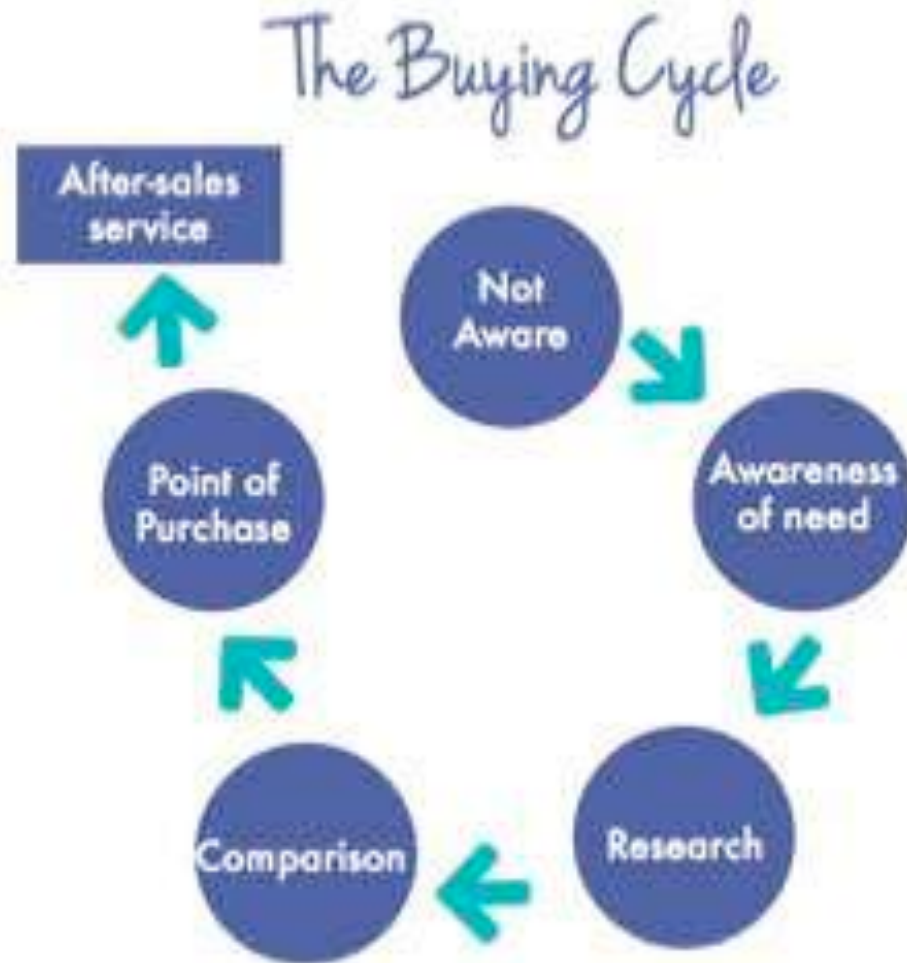 The Buying Cycle
After-sales
service
Not
Aware
Awareness
of need
Research
Comparison
Point of
Purchase